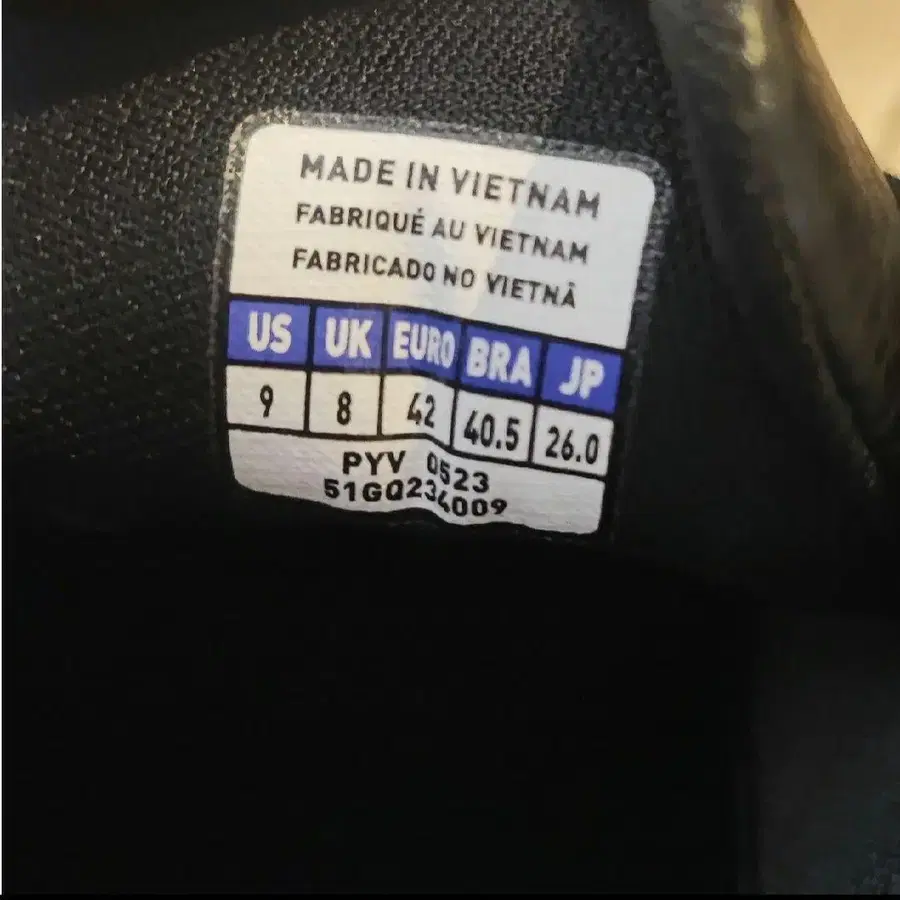 MADE IN VIETNAM
FABRIQUÉ AU VIETNAM
FABRICADO NO VIETNÃ
US UK EURO BRA JP
9 8 42 40.5 26.0
PYV 0523
51GQ234009